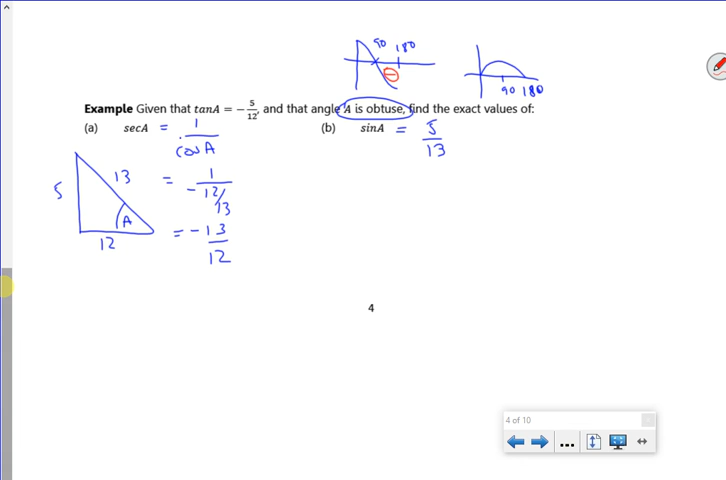 90 180
⊖
90 180
Example Given that tanA = −5/12, and that angle A is obtuse, find the exact values of:
(a) secA = 1/cosA
(b) sinA = 5/13
5 13 A 12
= 1/(−12/13)
= −13/12
4
4 of 10
...